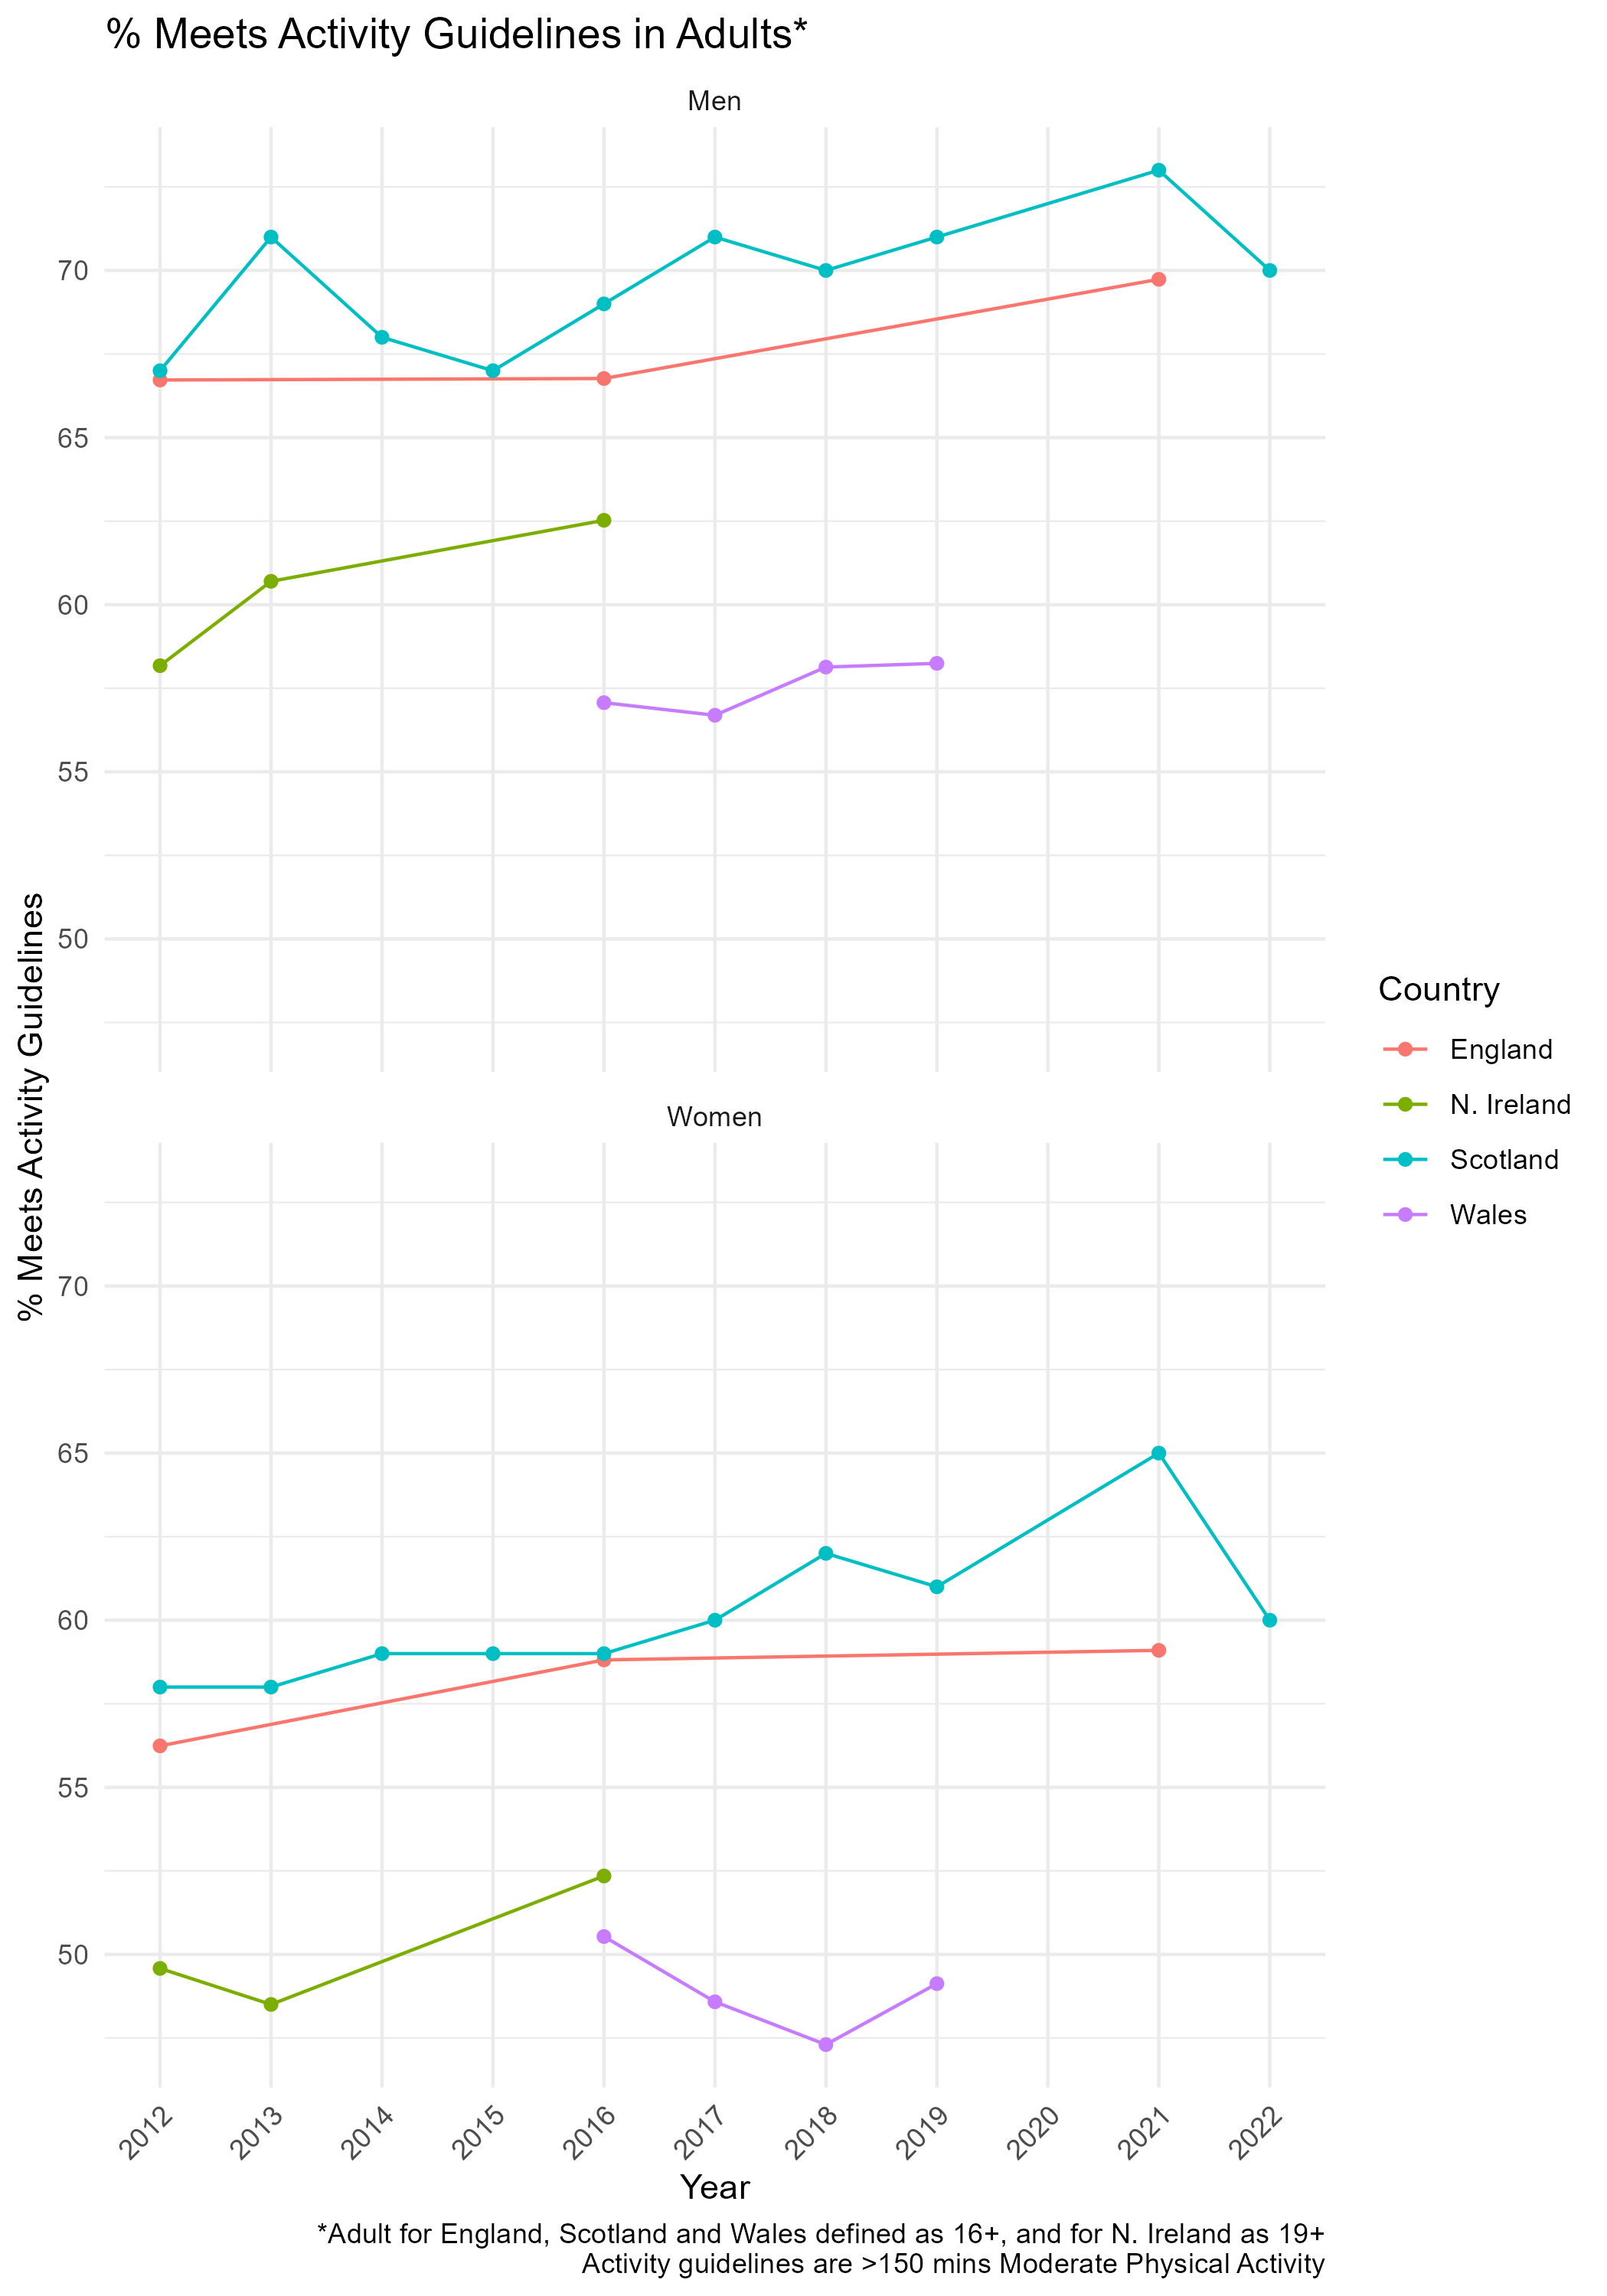 % Meets Activity Guidelines in Adults*
Men
70
65
60
55
50
% Meets Activity Guidelines
Women
70
65
60
55
50
2012
2013
2014
2015
2016
2017
2018
2019
2020
2021
2022
Year
Country
England
N. Ireland
Scotland
Wales
*Adult for England, Scotland and Wales defined as 16+, and for N. Ireland as 19+
Activity guidelines are >150 mins Moderate Physical Activity